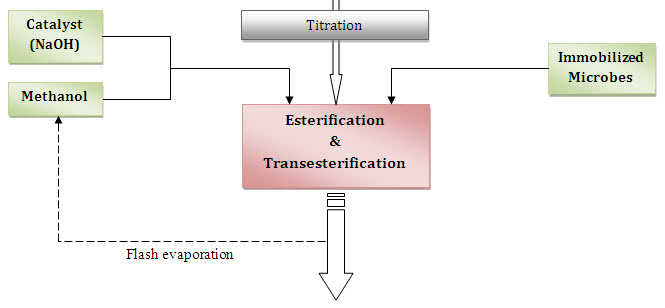 Titration
Catalyst
(NaOH)
Methanol
Immobilized
Microbes
Esterification
&
Transesterification
Flash evaporation